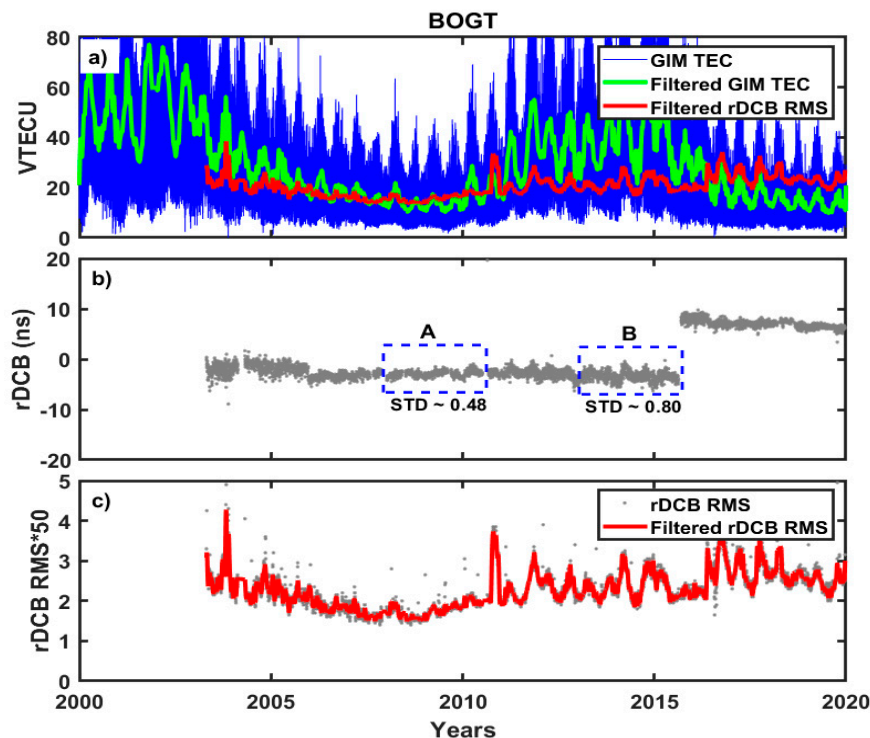 BOGT
a)
GIM TEC
Filtered GIM TEC
Filtered rDCB RMS
80
60
40
20
0
VTECU
b)
20
10
0
-10
-20
rDCB (ns)
A
B
STD ~ 0.48
STD ~ 0.80
c)
rDCB RMS
Filtered rDCB RMS
5
4
3
2
1
0
rDCB RMS*50
2000
2005
2010
2015
2020
Years